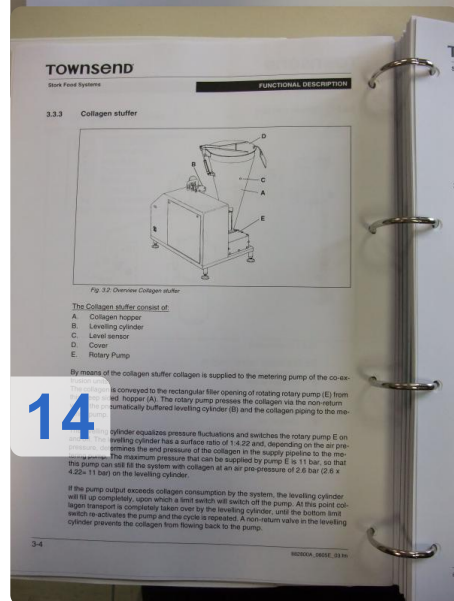 TOWNSEND
Stork Food Systems
FUNCTIONAL DESCRIPTION
3.3.3 Collagen stuffer
D
B
C
A
E
Fig. 3.2: Overview Collagen stuffer
The Collagen stuffer consist of:
A. Collagen hopper
B. Levelling cylinder
C. Level sensor
D. Cover
E. Rotary Pump
By means of the collagen stuffer collagen is supplied to the metering pump of the co-ex-
trusion
The collagen is conveyed to the rectangular filler opening of rotating rotary pump (E) from
hopper (A). The rotary pump presses the collagen via the non-return
pneumatically buffered levelling cylinder (B) and the collagen piping to the me-
pump.
cylinder equalizes pressure fluctuations and switches the rotary pump E on
levelling cylinder has a surface ratio of 1:4.22 and, depending on the air pre-
pressure, determines the end pressure of the collagen in the supply pipeline to the me-
tering pump. The maximum pressure that can be supplied by pump E is 11 bar, so that
this pump can still fill the system with collagen at an air pre-pressure of 2.6 bar (2.6 x
4.22= 11 bar) on the levelling cylinder.
If the pump output exceeds collagen consumption by the system, the levelling cylinder
will fill up completely, upon which a limit switch will switch off the pump. At this point col-
lagen transport is completely taken over by the levelling cylinder, until the bottom limit
switch re-activates the pump and the cycle is repeated. A non-return valve in the levelling
cylinder prevents the collagen from flowing back to the pump.
3-4
14